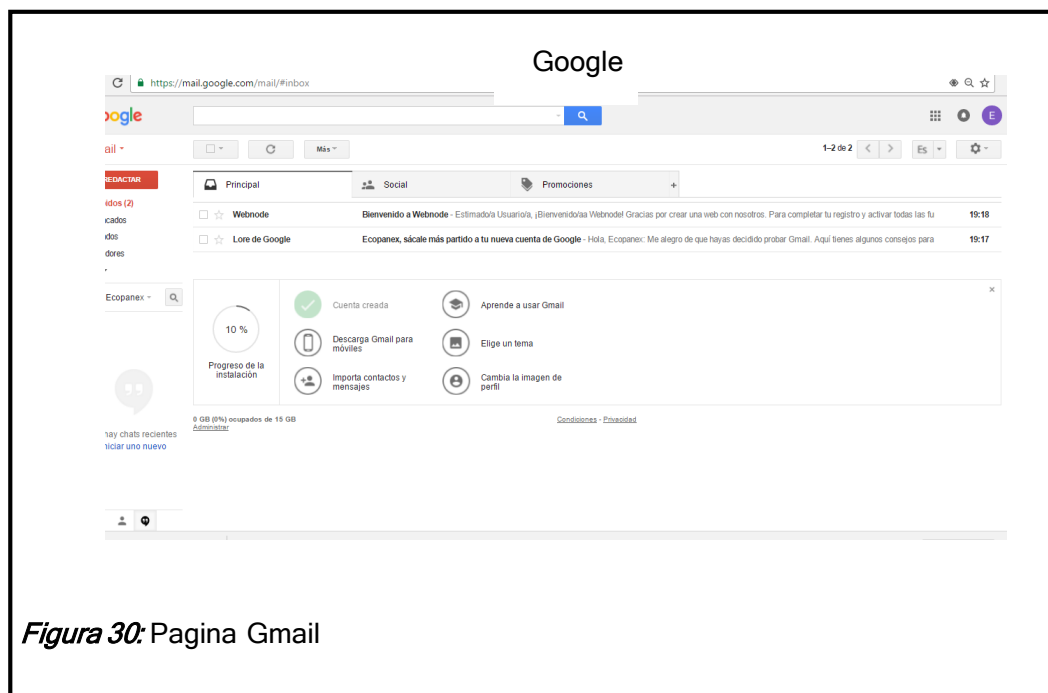 Google
https://mail.google.com/mail/#inbox
oogle
E
ail
Más
1–2 de 2
Es
REDACTAR
Principal
Social
Promociones
+
idos (2)
cados
dos
dores
Webnode
Bienvenido a Webnode - Estimado/a Usuario/a, ¡Bienvenido/aa Webnode! Gracias por crear una web con nosotros. Para completar tu registro y activar todas las fu
19:18
Lore de Google
Ecopanex, sácale más partido a tu nueva cuenta de Google - Hola, Ecopanex: Me alegro de que hayas decidido probar Gmail. Aquí tienes algunos consejos para
19:17
Ecopanex
10 %
Progreso de la
instalación
Cuenta creada
Aprende a usar Gmail
Descarga Gmail para
móviles
Elige un tema
Importa contactos y
mensajes
Cambia la imagen de
perfil
0 GB (0%) ocupados de 15 GB
Administrar
Condiciones - Privacidad
hay chats recientes
niciar uno nuevo
Figura 30: Pagina Gmail